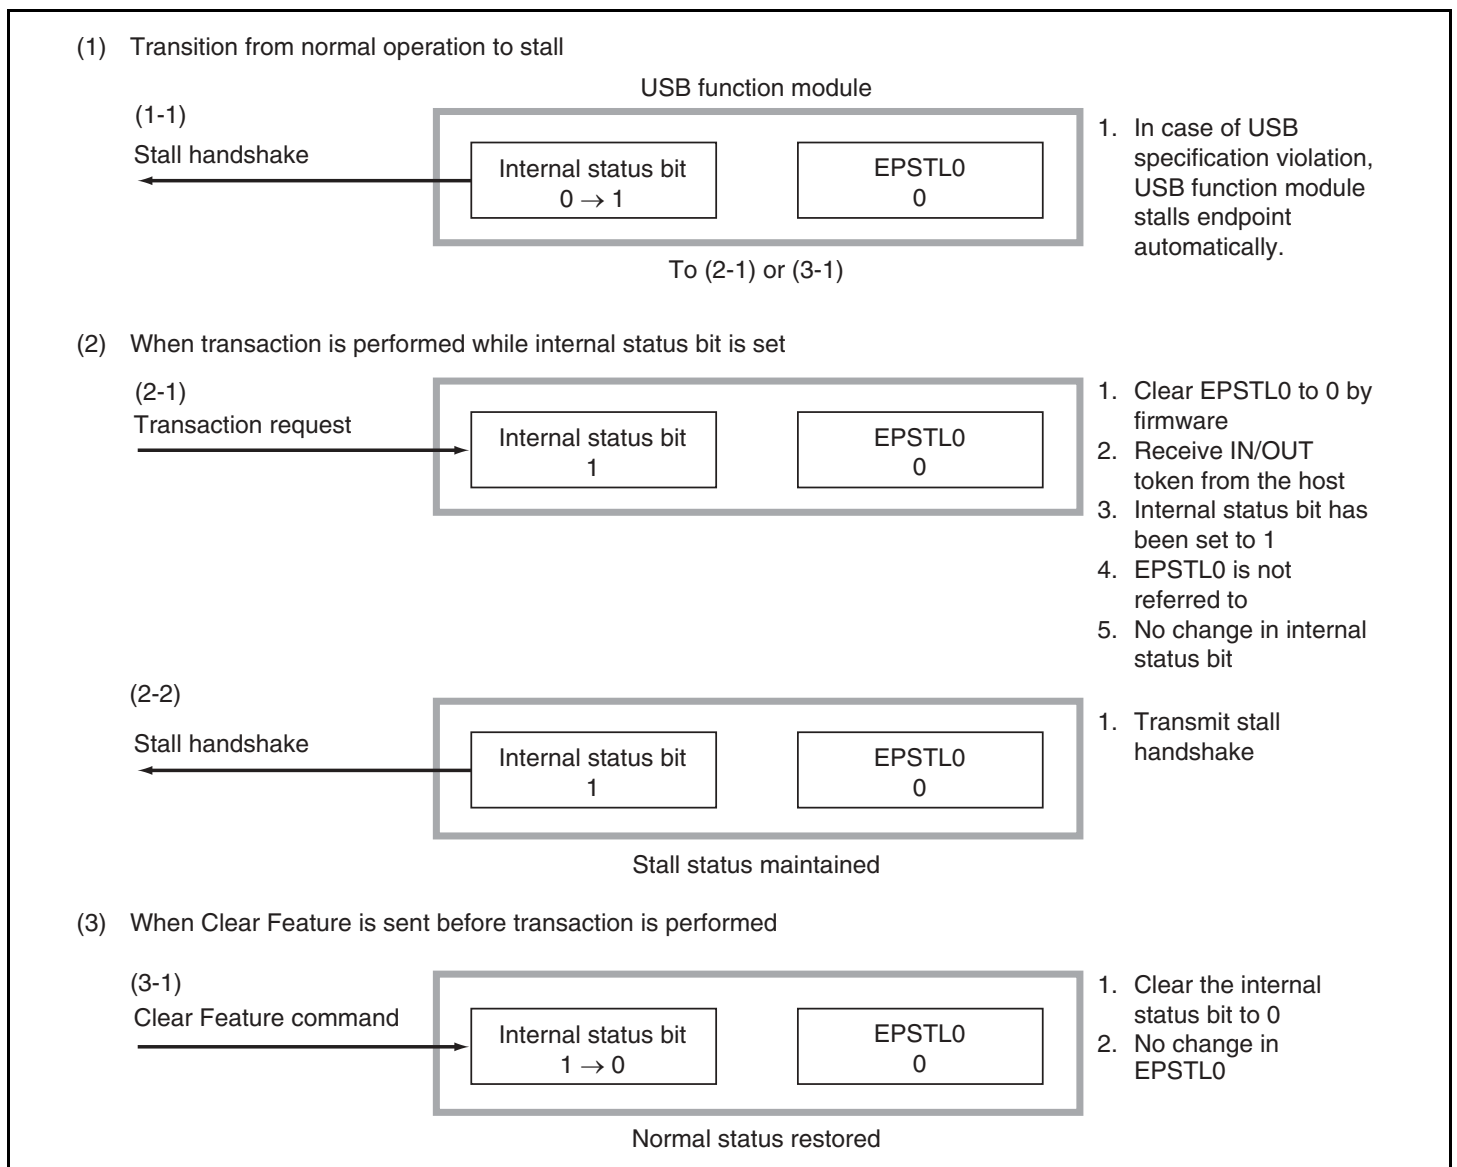 (1) Transition from normal operation to stall
USB function module
(1-1)
Stall handshake
Internal status bit
0 → 1
EPSTL0
0
1. In case of USB
specification violation,
USB function module
stalls endpoint
automatically.
To (2-1) or (3-1)
(2) When transaction is performed while internal status bit is set
(2-1)
Transaction request
Internal status bit
1
EPSTL0
0
1. Clear EPSTL0 to 0 by
firmware
2. Receive IN/OUT
token from the host
3. Internal status bit has
been set to 1
4. EPSTL0 is not
referred to
5. No change in internal
status bit
(2-2)
Stall handshake
Internal status bit
1
EPSTL0
0
1. Transmit stall
handshake
Stall status maintained
(3) When Clear Feature is sent before transaction is performed
(3-1)
Clear Feature command
Internal status bit
1 → 0
EPSTL0
0
1. Clear the internal
status bit to 0
2. No change in
EPSTL0
Normal status restored